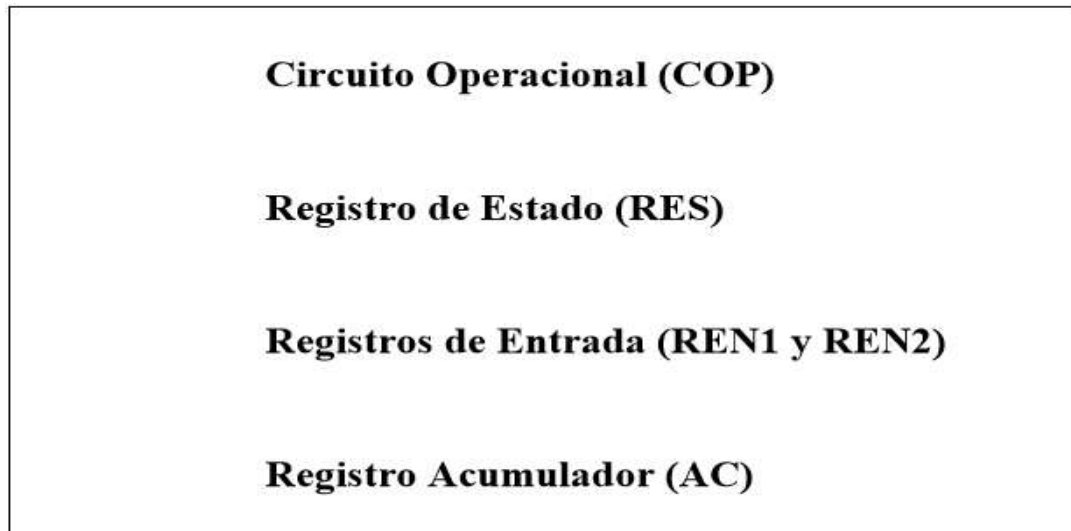 Circuito Operacional (COP)
Registro de Estado (RES)
Registros de Entrada (REN1 y REN2)
Registro Acumulador (AC)